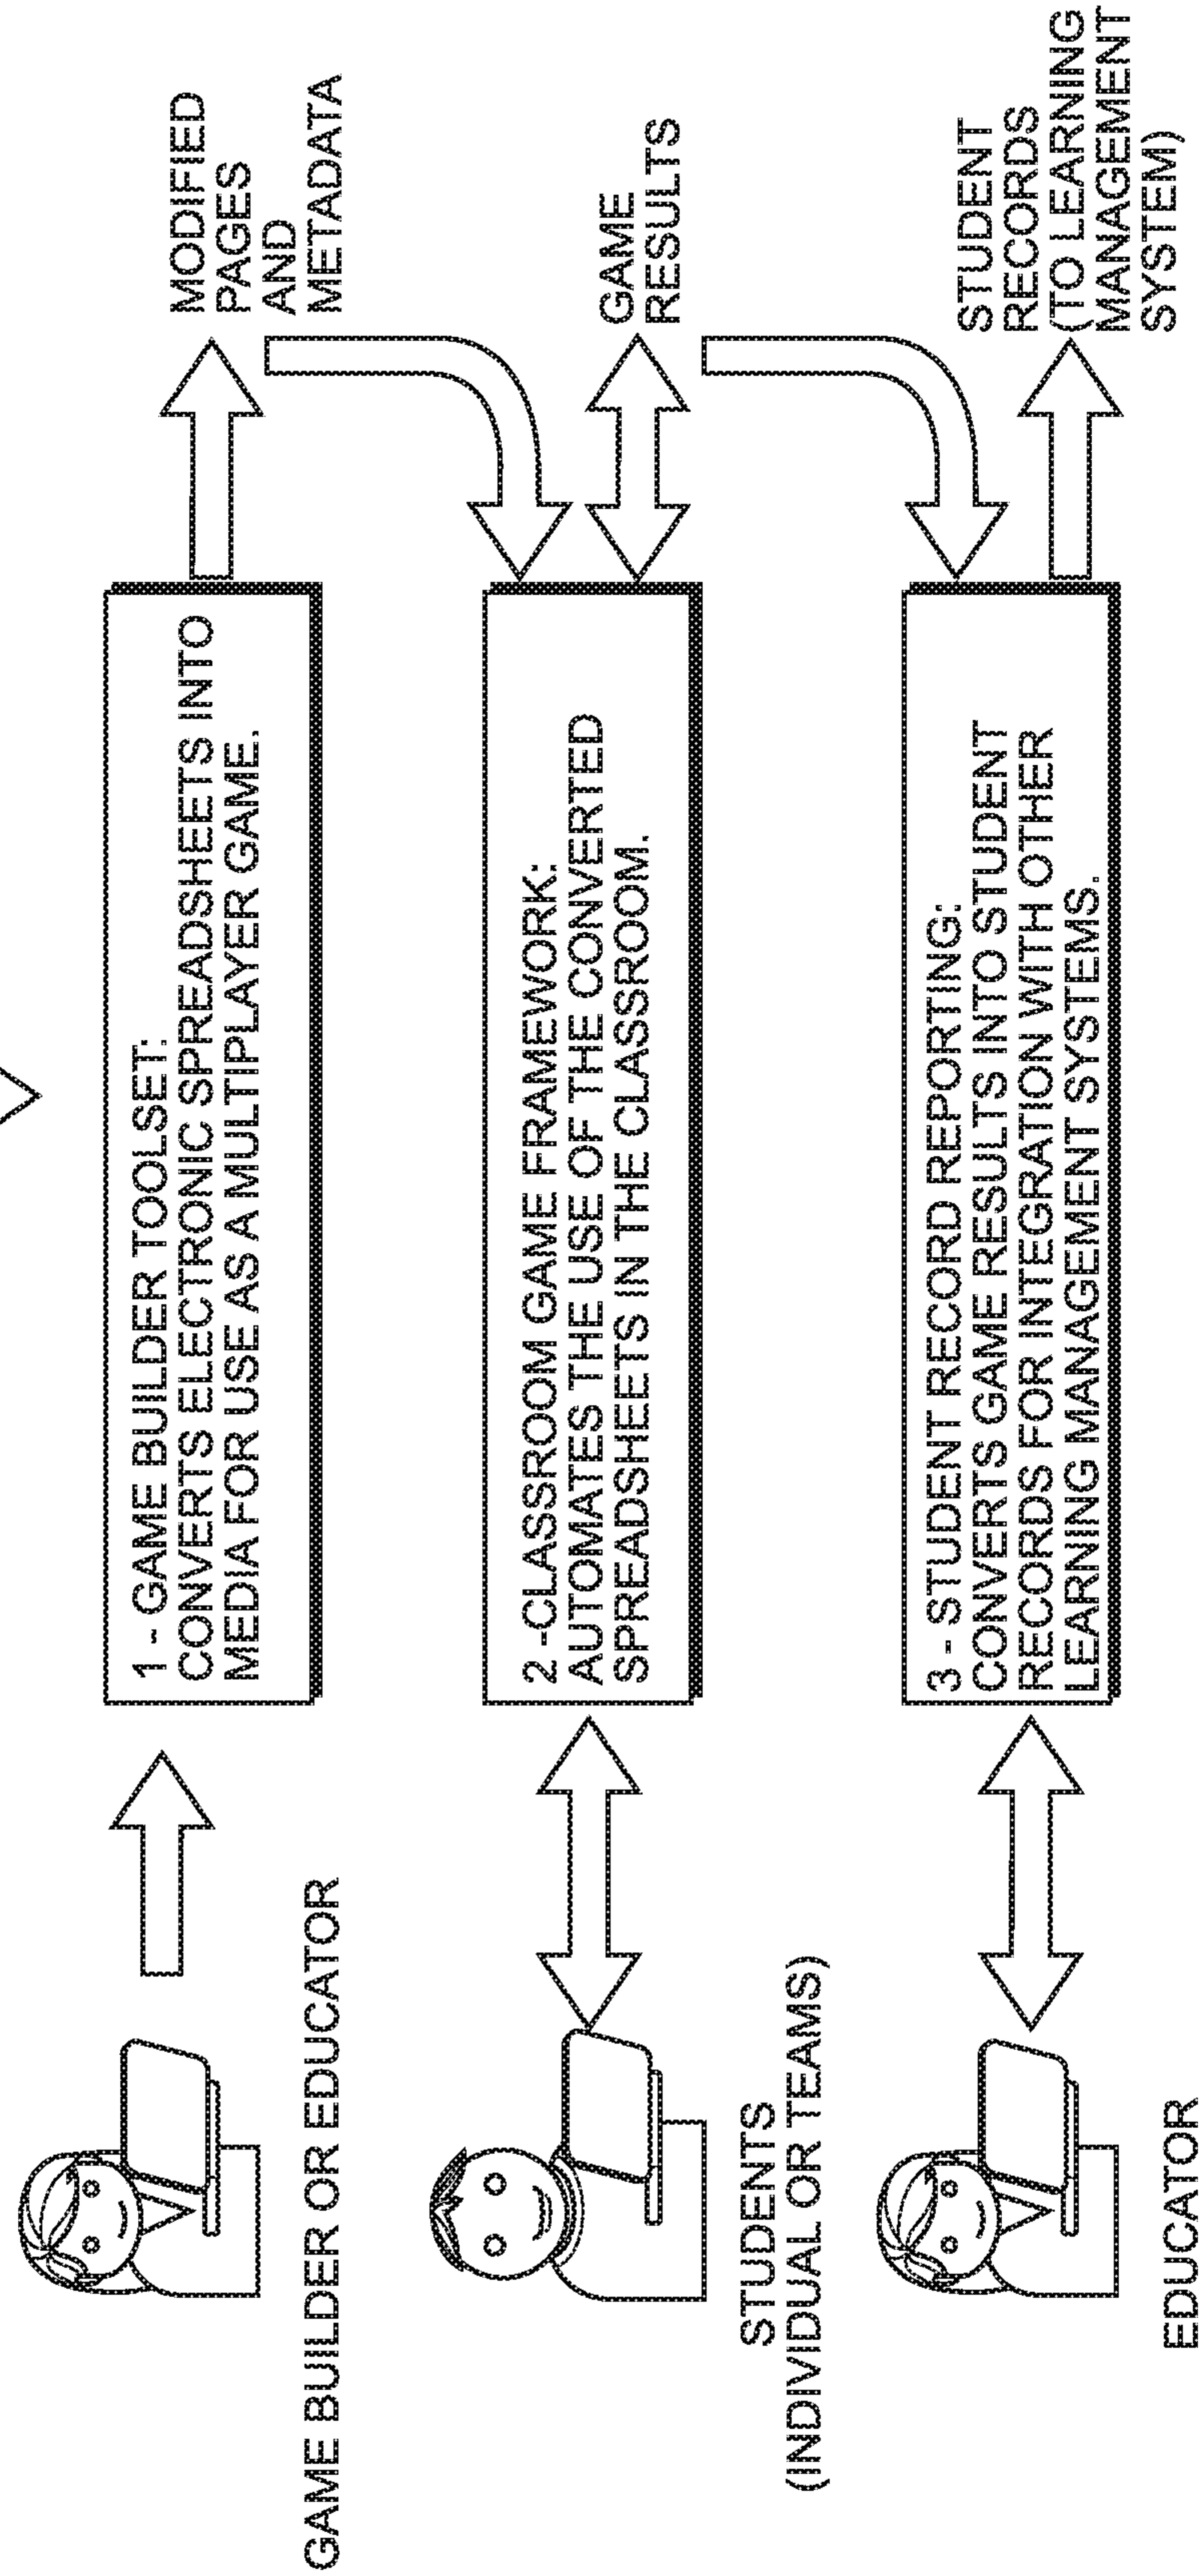 GAME BUILDER OR EDUCATOR
1 - GAME BUILDER TOOLSET:
CONVERTS ELECTRONIC SPREADSHEETS INTO
MEDIA FOR USE AS A MULTIPLAYER GAME.
MODIFIED
PAGES
AND
METADATA
STUDENTS
(INDIVIDUAL OR TEAMS)
2 -CLASSROOM GAME FRAMEWORK:
AUTOMATES THE USE OF THE CONVERTED
SPREADSHEETS IN THE CLASSROOM.
GAME
RESULTS
EDUCATOR
3 - STUDENT RECORD REPORTING:
CONVERTS GAME RESULTS INTO STUDENT
RECORDS FOR INTEGRATION WITH OTHER
LEARNING MANAGEMENT SYSTEMS.
STUDENT
RECORDS
(TO LEARNING
MANAGEMENT
SYSTEM)